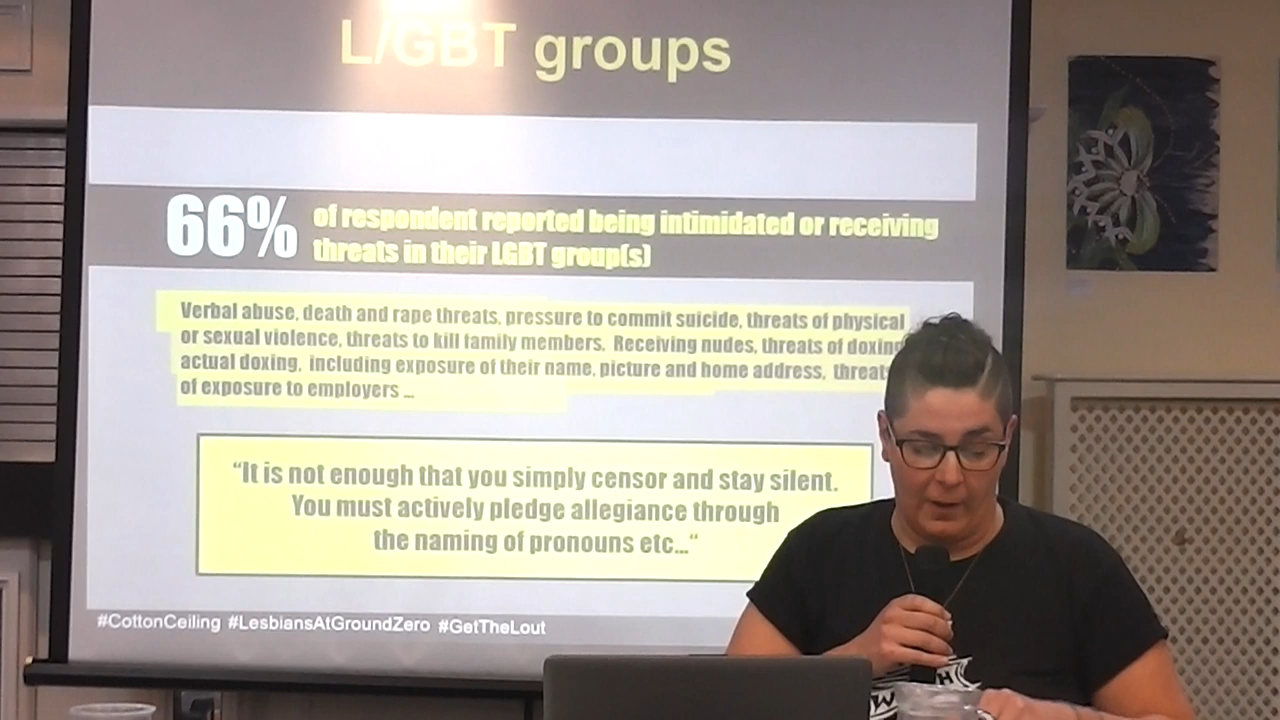 L/GBT groups
66% of respondent reported being intimidated or receiving
threats in their LGBT group(s)
Verbal abuse, death and rape threats, pressure to commit suicide, threats of physical
or sexual violence, threats to kill family members. Receiving nudes, threats of doxing
actual doxing, including exposure of their name, picture and home address, threats
of exposure to employers ...
“It is not enough that you simply censor and stay silent.
You must actively pledge allegiance through
the naming of pronouns etc...“
#CottonCeiling #LesbiansAtGroundZero #GetTheLout